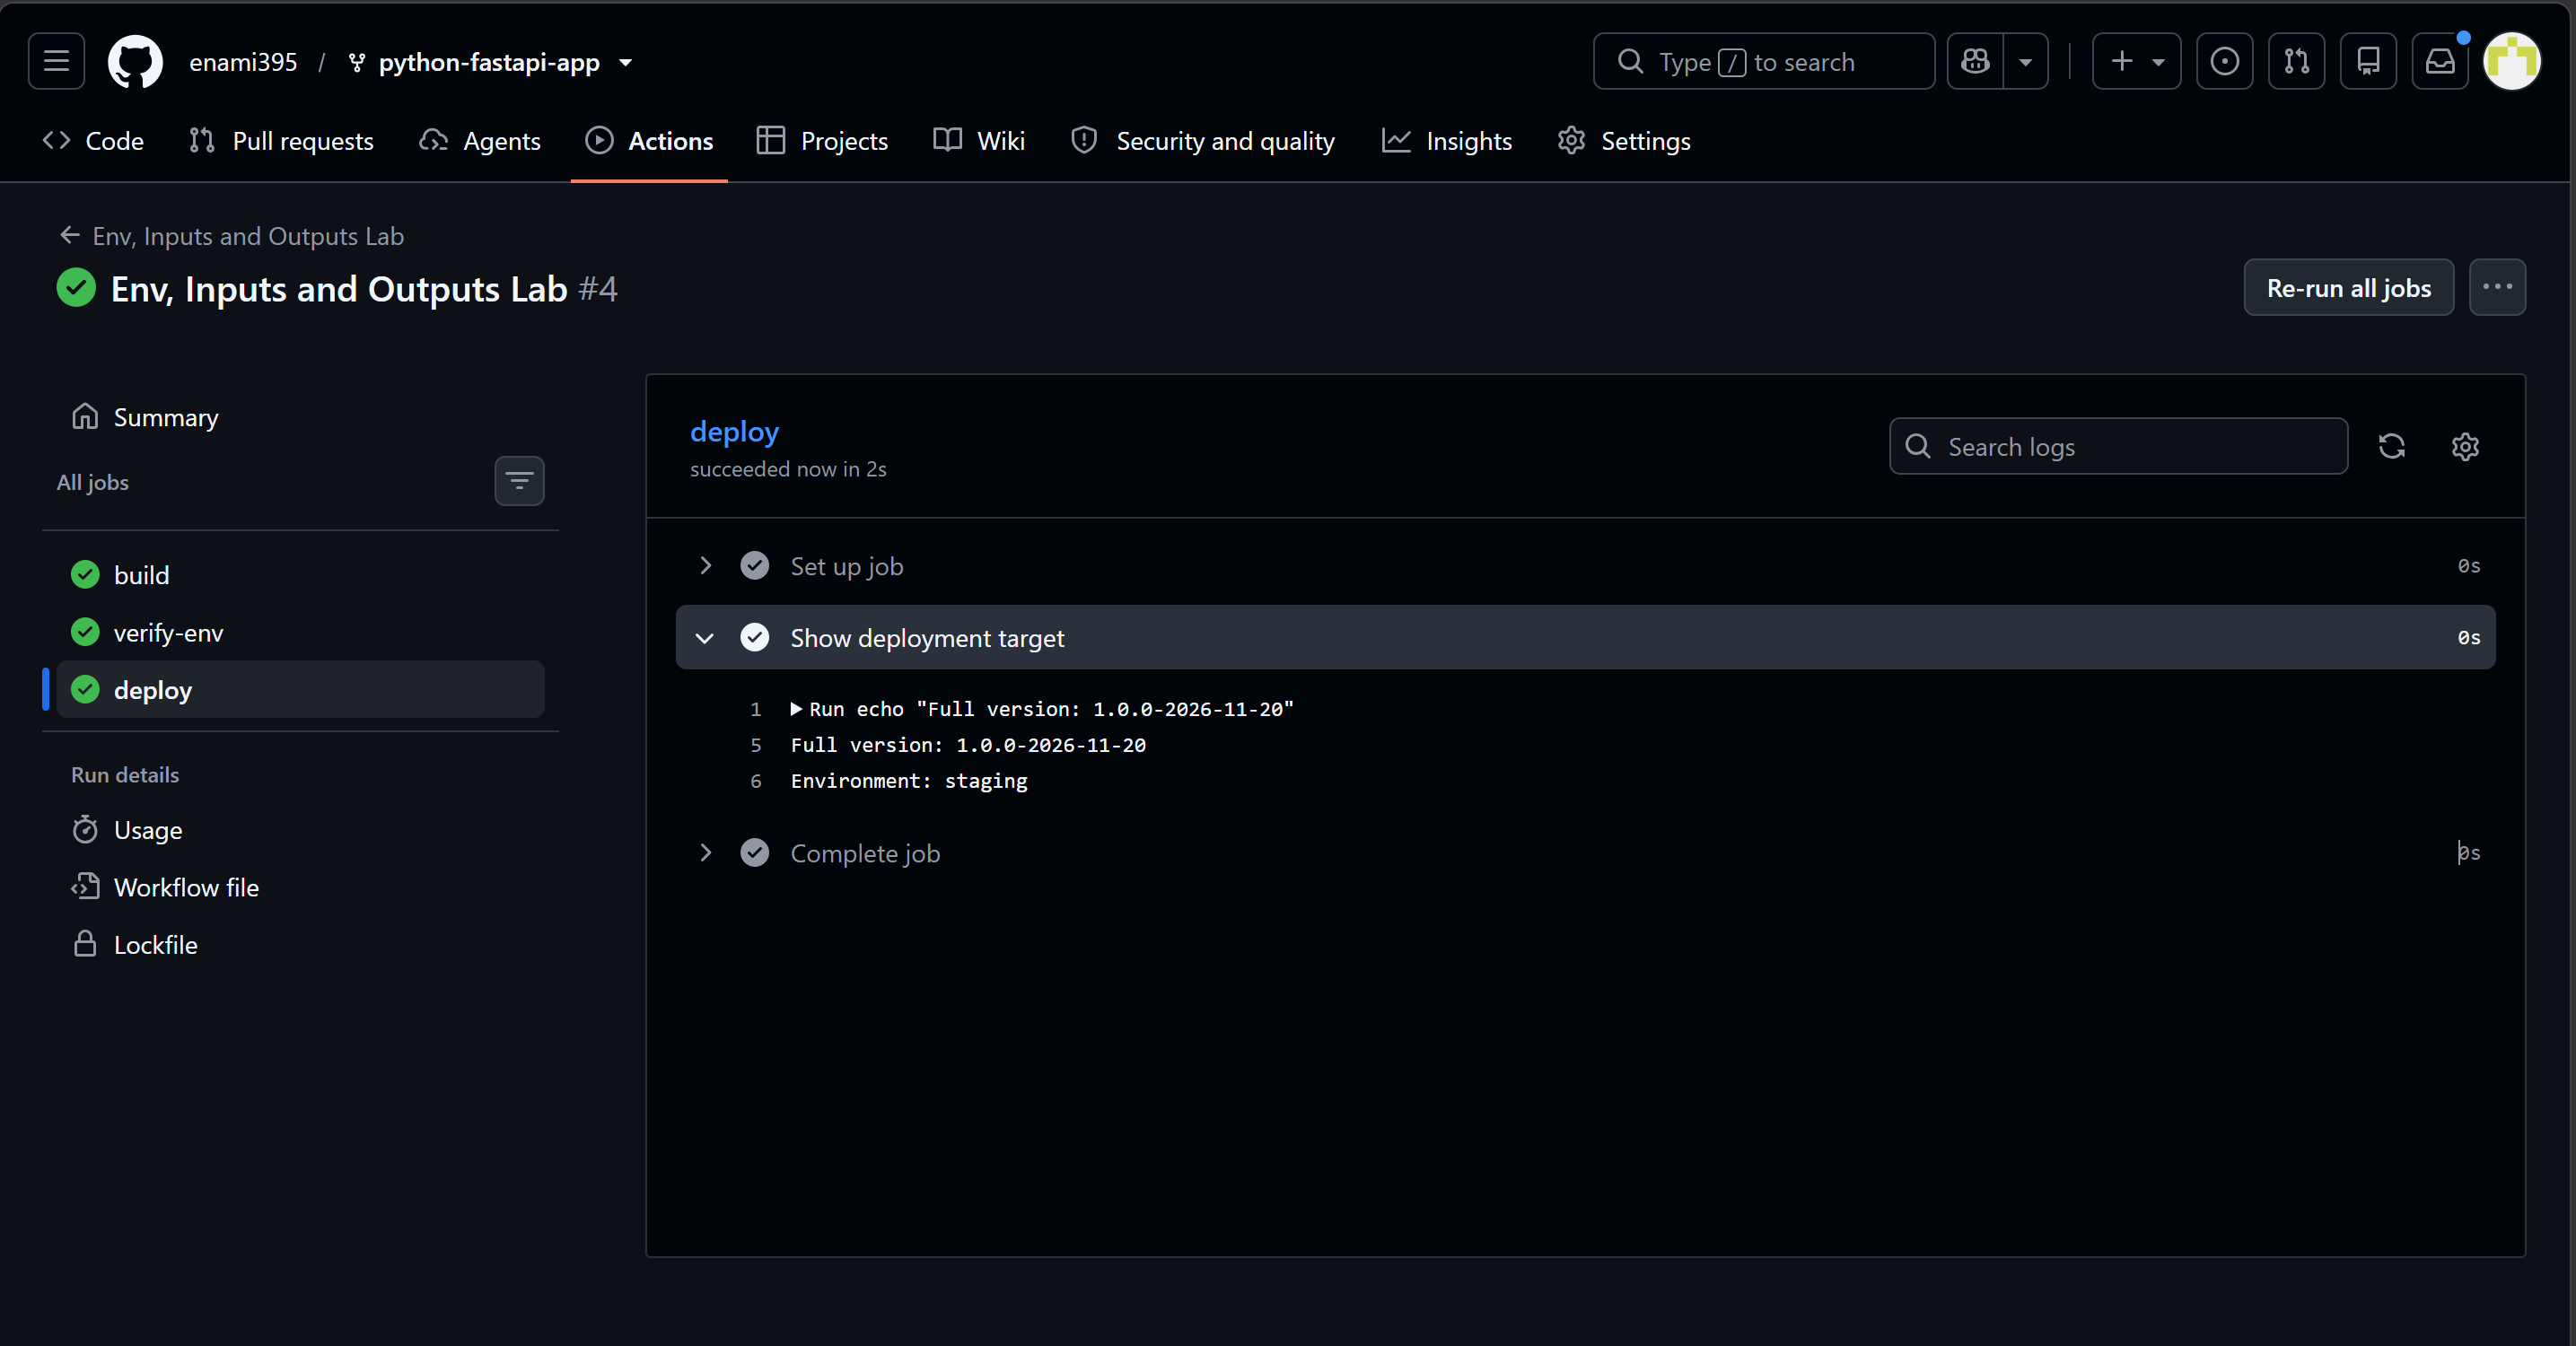 enami395 / python-fastapi-app
Type / to search
Code Pull requests Agents Actions Projects Wiki Security and quality Insights Settings
Env, Inputs and Outputs Lab
Env, Inputs and Outputs Lab #4
Re-run all jobs
Summary
All jobs
build
verify-env
deploy
Run details
Usage
Workflow file
Lockfile
deploy
succeeded now in 2s
Search logs
Set up job 0s
Show deployment target 0s
1 Run echo "Full version: 1.0.0-2026-11-20"
5 Full version: 1.0.0-2026-11-20
6 Environment: staging
Complete job 0s